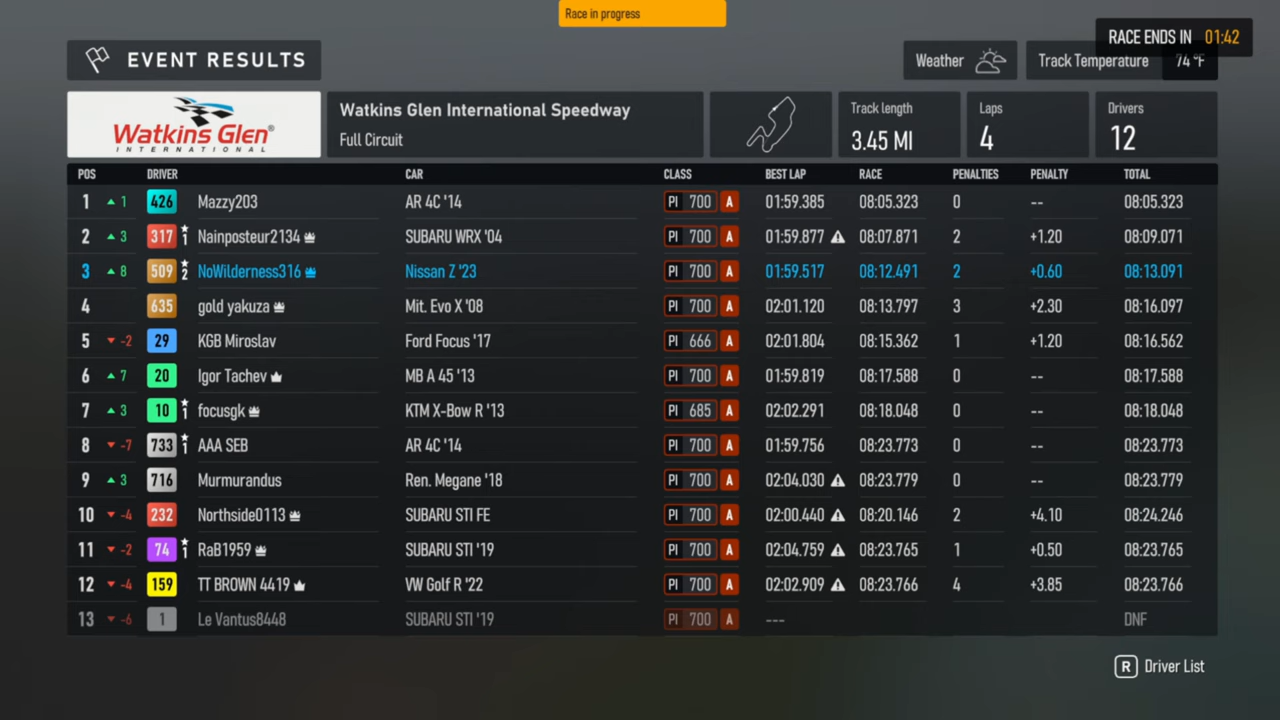 Race in progress
RACE ENDS IN 01:42
EVENT RESULTS
Weather Track Temperature 74 °F
Watkins Glen®
INTERNATIONAL
Watkins Glen International Speedway
Full Circuit
Track length
3.45 MI
Laps
4
Drivers
12
POS DRIVER CAR CLASS BEST LAP RACE PENALTIES PENALTY TOTAL
1 1 426 Mazzy203 AR 4C '14 PI 700 A 01:59.385 08:05.323 0 -- 08:05.323
2 3 317 1 Nainposteur2134 SUBARU WRX '04 PI 700 A 01:59.877 08:07.871 2 +1.20 08:09.071
3 8 509 2 NoWilderness316 Nissan Z '23 PI 700 A 01:59.517 08:12.491 2 +0.60 08:13.091
4 635 gold yakuza Mit. Evo X '08 PI 700 A 02:01.120 08:13.797 3 +2.30 08:16.097
5 -2 29 KGB Miroslav Ford Focus '17 PI 666 A 02:01.804 08:15.362 1 +1.20 08:16.562
6 7 20 Igor Tachev MB A 45 '13 PI 700 A 01:59.819 08:17.588 0 -- 08:17.588
7 3 10 1 focusgk KTM X-Bow R '13 PI 685 A 02:02.291 08:18.048 0 -- 08:18.048
8 -7 733 1 AAA SEB AR 4C '14 PI 700 A 01:59.756 08:23.773 0 -- 08:23.773
9 3 716 Murmurandus Ren. Megane '18 PI 700 A 02:04.030 08:23.779 0 -- 08:23.779
10 -4 232 Northside0113 SUBARU STI FE PI 700 A 02:00.440 08:20.146 2 +4.10 08:24.246
11 -2 74 1 RaB1959 SUBARU STI '19 PI 700 A 02:04.759 08:23.765 1 +0.50 08:23.765
12 -4 159 TT BROWN 4419 VW Golf R '22 PI 700 A 02:02.909 08:23.766 4 +3.85 08:23.766
13 -6 1 Le Vantus8448 SUBARU STI '19 PI 700 A --- DNF
R Driver List